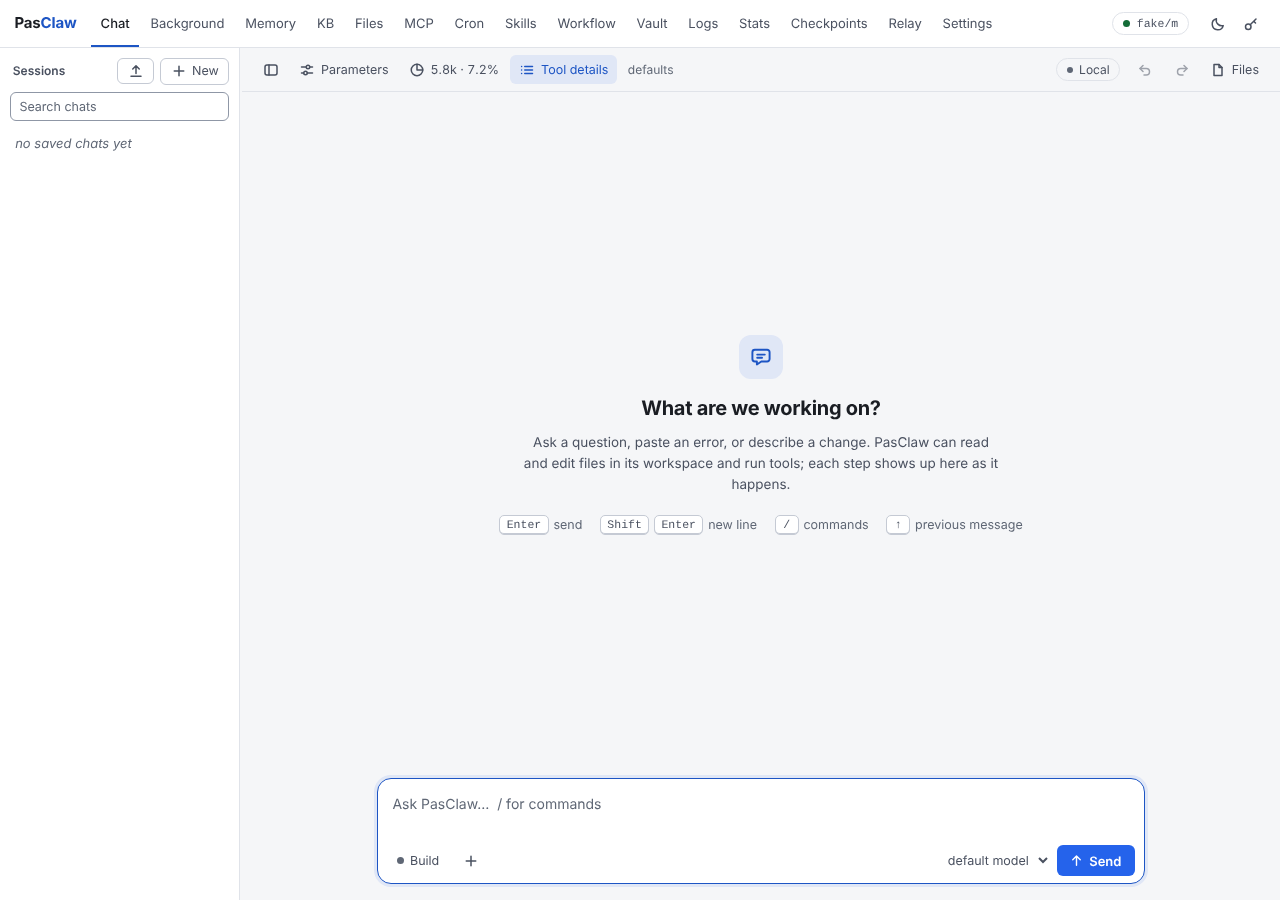 PasClaw Chat Background Memory KB Files MCP Cron Skills Workflow Vault Logs Stats Checkpoints Relay Settings fake/m
Sessions New
Search chats
no saved chats yet
Parameters 5.8k · 7.2% Tool details defaults Local Files
What are we working on?
Ask a question, paste an error, or describe a change. PasClaw can read
and edit files in its workspace and run tools; each step shows up here as it
happens.
Enter send Shift Enter new line / commands ↑ previous message
Ask PasClaw... / for commands
Build default model Send